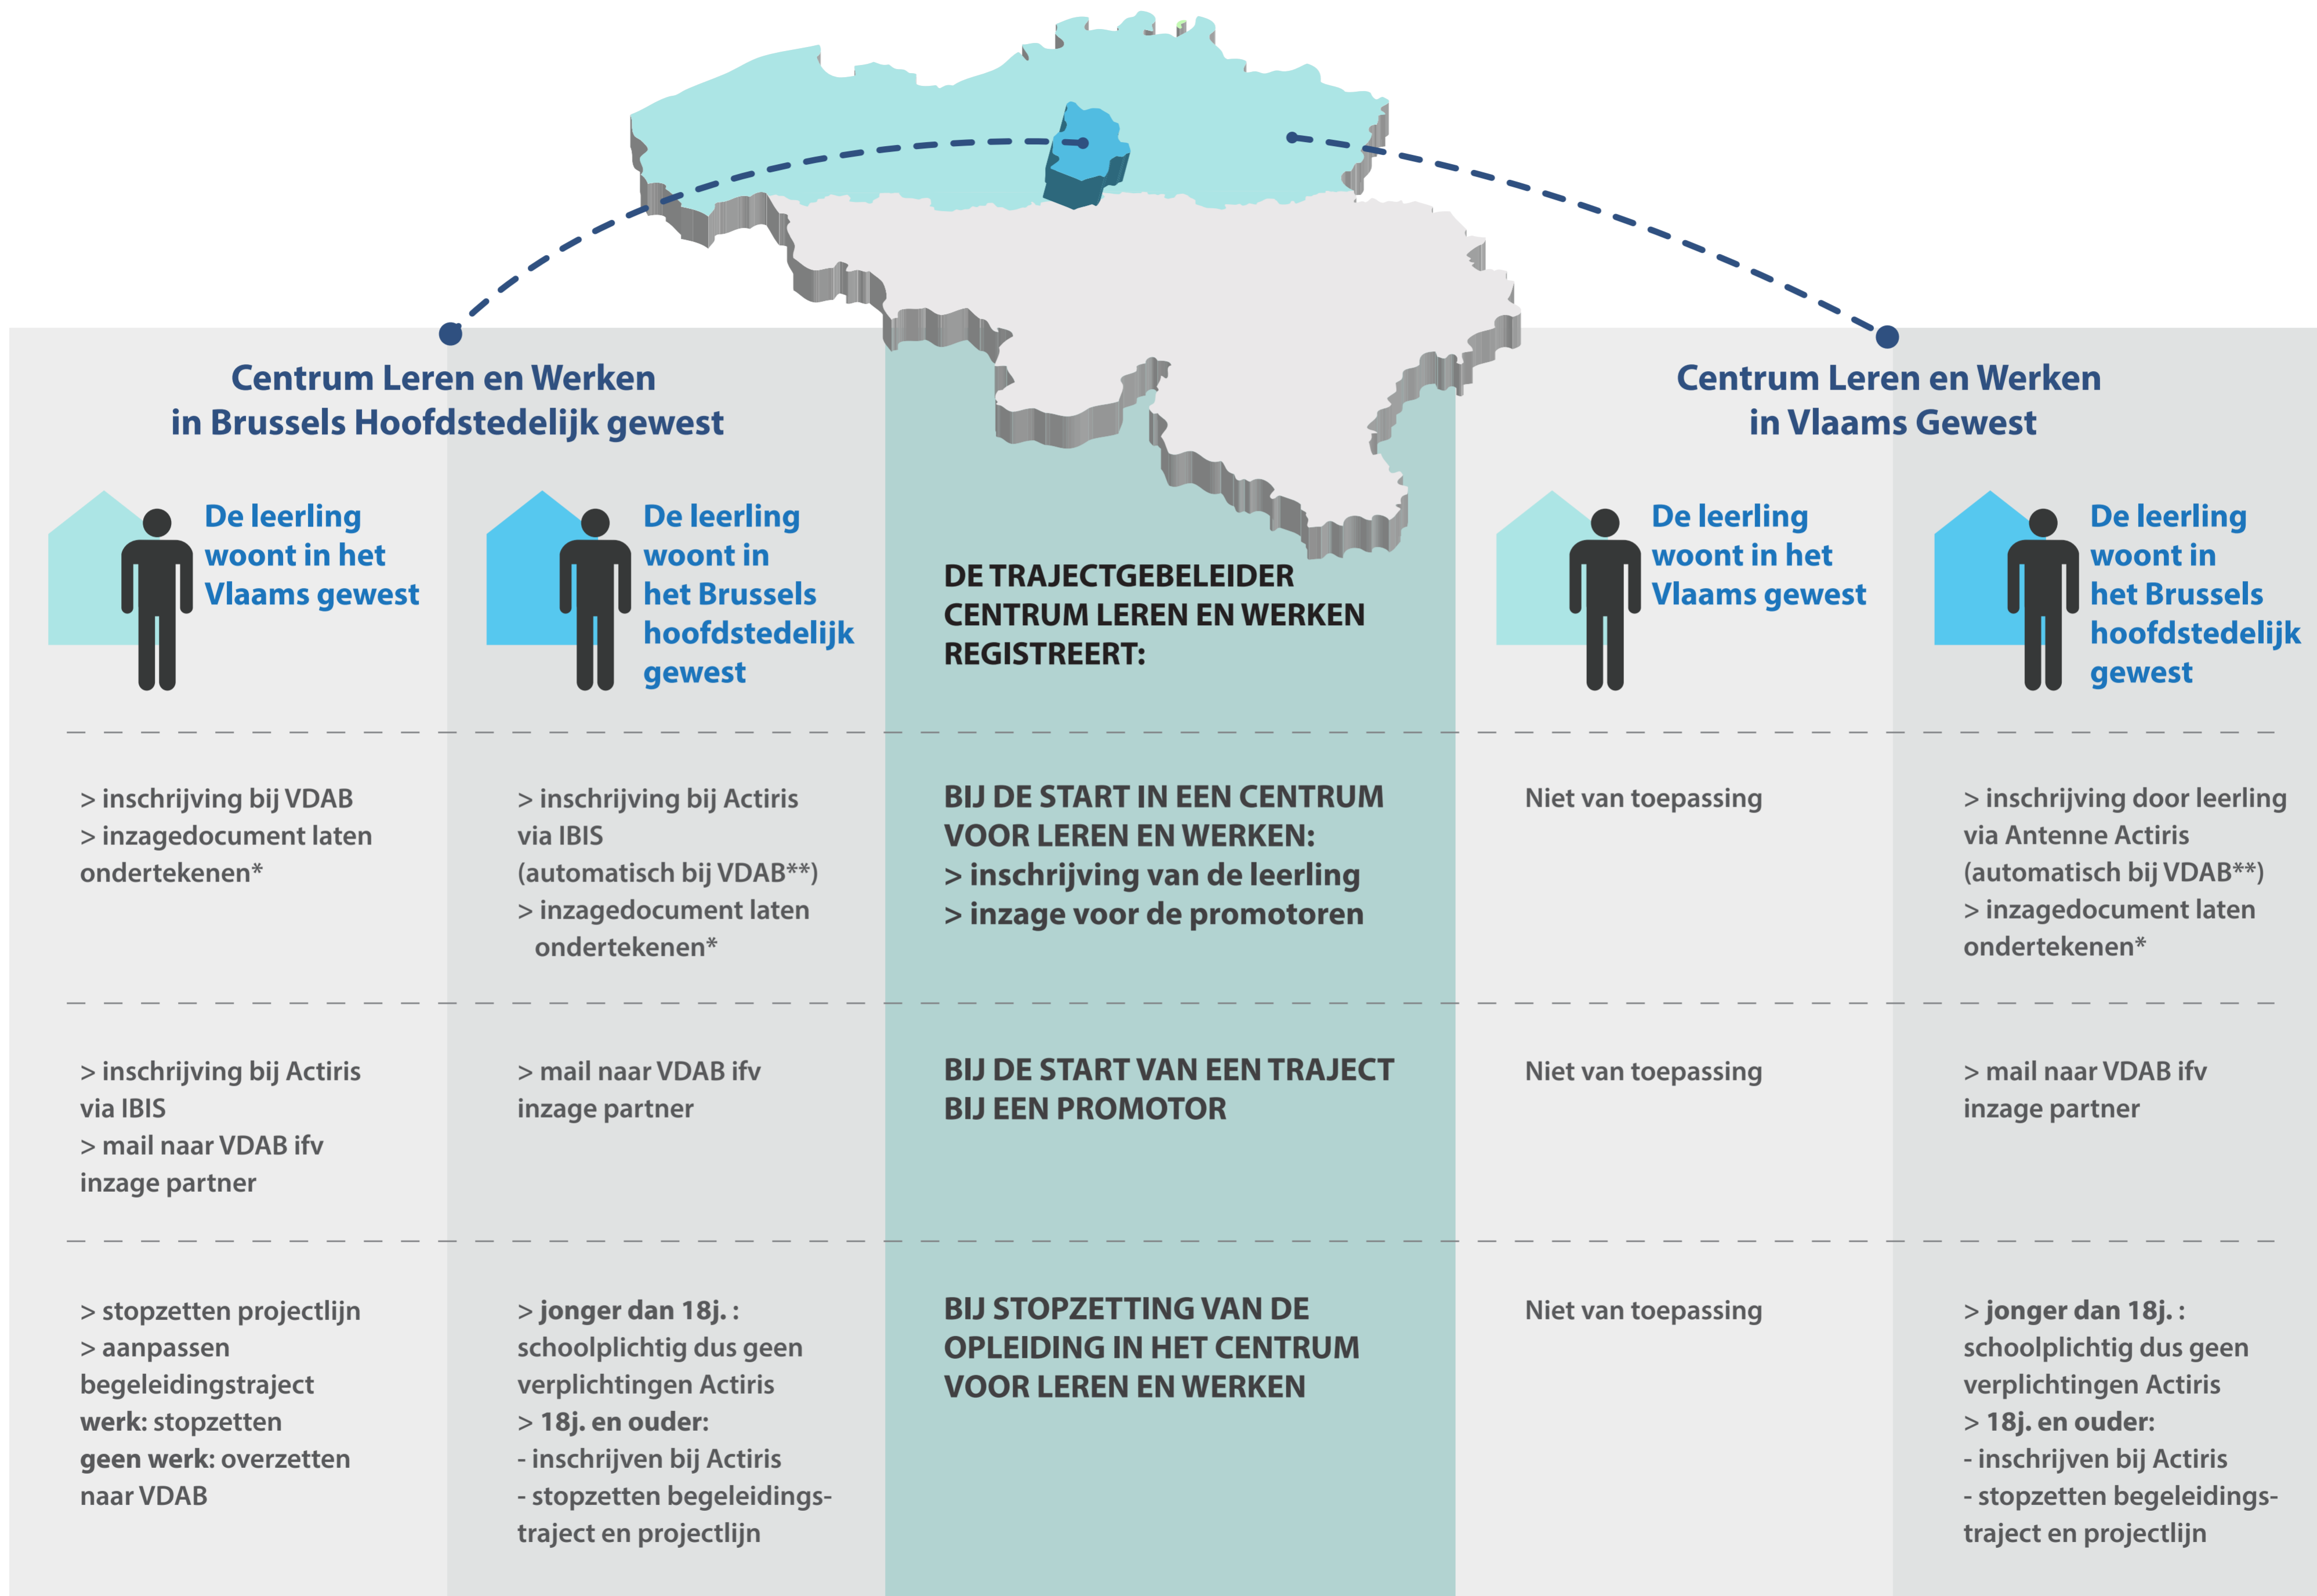 Centrum Leren en Werken
in Brussels Hoofdstedelijk gewest
Centrum Leren en Werken
in Vlaams Gewest
De leerling
woont in het
Vlaams gewest
De leerling
woont in
het Brussels
hoofdstedelijk
gewest
DE TRAJECTGEBELEIDER
CENTRUM LEREN EN WERKEN
REGISTREERT:
De leerling
woont in het
Vlaams gewest
De leerling
woont in
het Brussels
hoofdstedelijk
gewest
> inschrijving bij VDAB
> inzagedocument laten
ondertekenen*
> inschrijving bij Actiris
via IBIS
(automatisch bij VDAB**)
> inzagedocument laten
ondertekenen*
BIJ DE START IN EEN CENTRUM
VOOR LEREN EN WERKEN:
> inschrijving van de leerling
> inzage voor de promotoren
Niet van toepassing
> inschrijving door leerling
via Antenne Actiris
(automatisch bij VDAB**)
> inzagedocument laten
ondertekenen*
> inschrijving bij Actiris
via IBIS
> mail naar VDAB ifv
inzage partner
> mail naar VDAB ifv
inzage partner
BIJ DE START VAN EEN TRAJECT
BIJ EEN PROMOTOR
Niet van toepassing
> mail naar VDAB ifv
inzage partner
> stopzetten projectlijn
> aanpassen
begeleidingstraject
werk: stopzetten
geen werk: overzetten
naar VDAB
> jonger dan 18j. :
schoolplichtig dus geen
verplichtingen Actiris
> 18j. en ouder:
- inschrijven bij Actiris
- stopzetten begeleidings-
traject en projectlijn
BIJ STOPZETTING VAN DE
OPLEIDING IN HET CENTRUM
VOOR LEREN EN WERKEN
Niet van toepassing
> jonger dan 18j. :
schoolplichtig dus geen
verplichtingen Actiris
> 18j. en ouder:
- inschrijven bij Actiris
- stopzetten begeleidings-
traject en projectlijn